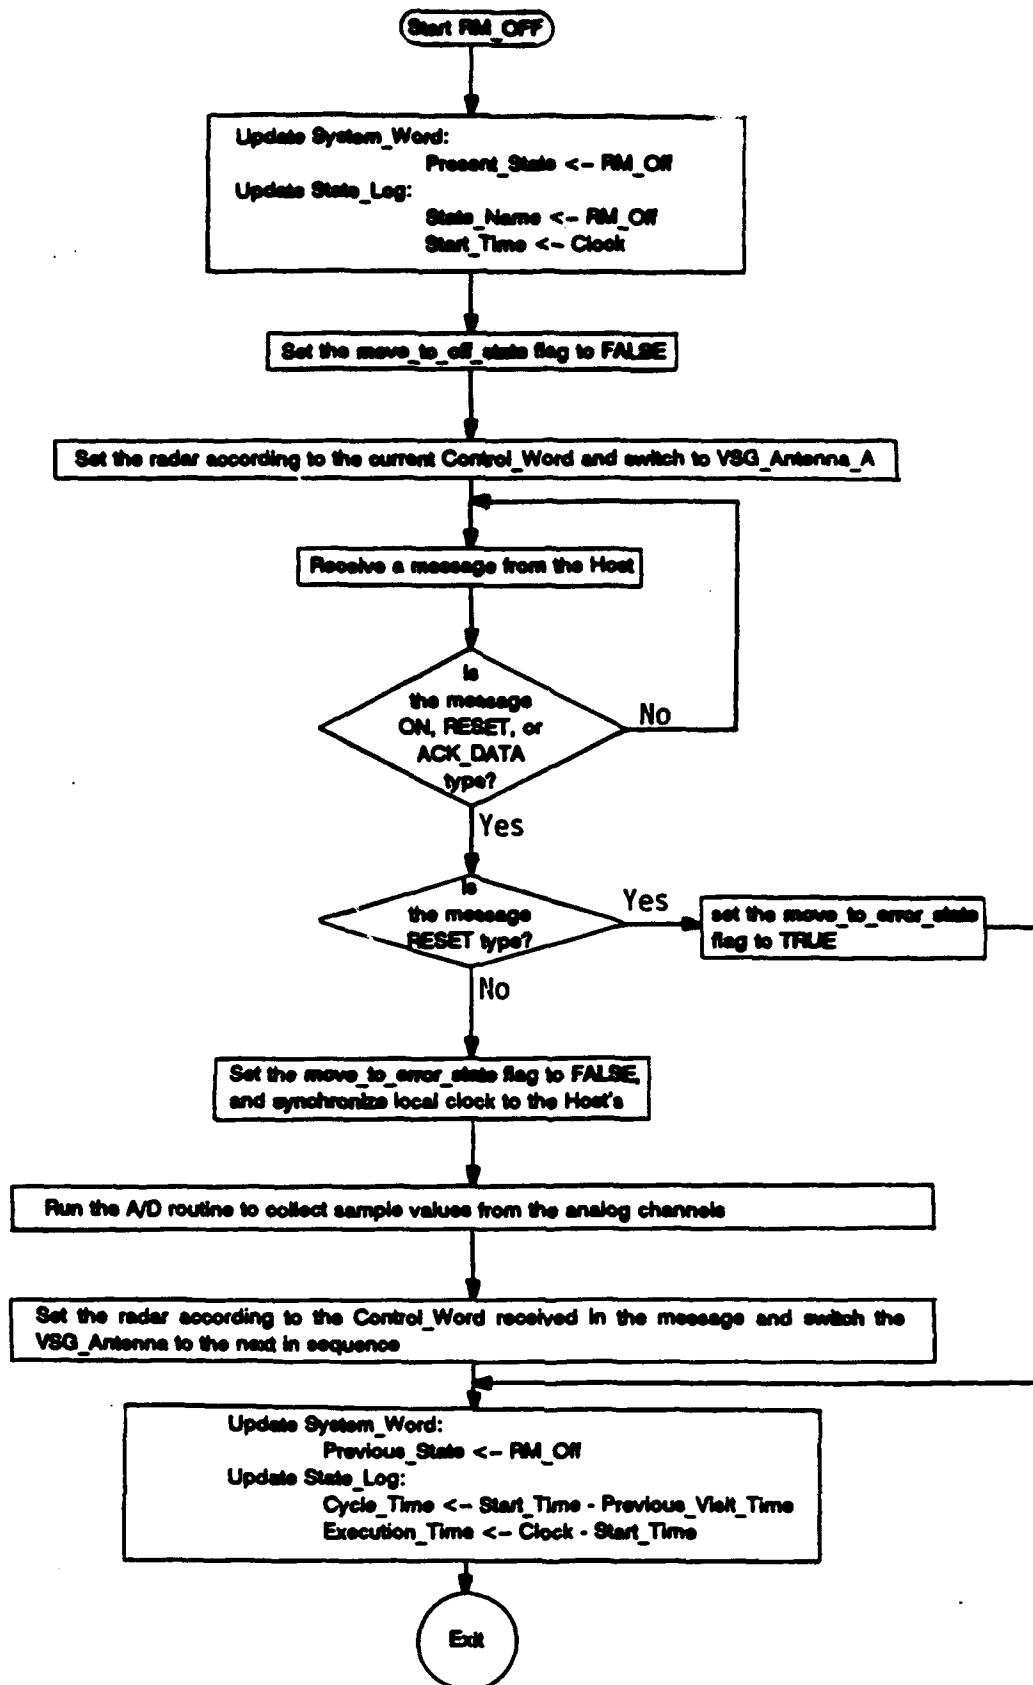 Start RM_OFF
Update System_Word:
Present_State <- RM_Off
Update State_Log:
State_Name <- RM_Off
Start_Time <- Clock
Set the move_to_off_state flag to FALSE
Set the radar according to the current Control_Word and switch to VSG_Antenna_A
Receive a message from the Host
Is
the message
ON, RESET, or
ACK_DATA
type?
No
Yes
Is
the message
RESET type?
Yes
set the move_to_error_state
flag to TRUE
No
Set the move_to_error_state flag to FALSE,
and synchronize local clock to the Host's
Run the A/D routine to collect sample values from the analog channels
Set the radar according to the Control_Word received in the message and switch the
VSG_Antenna to the next in sequence
Update System_Word:
Previous_State <- RM_Off
Update State_Log:
Cycle_Time <- Start_Time - Previous_Visit_Time
Execution_Time <- Clock - Start_Time
Exit